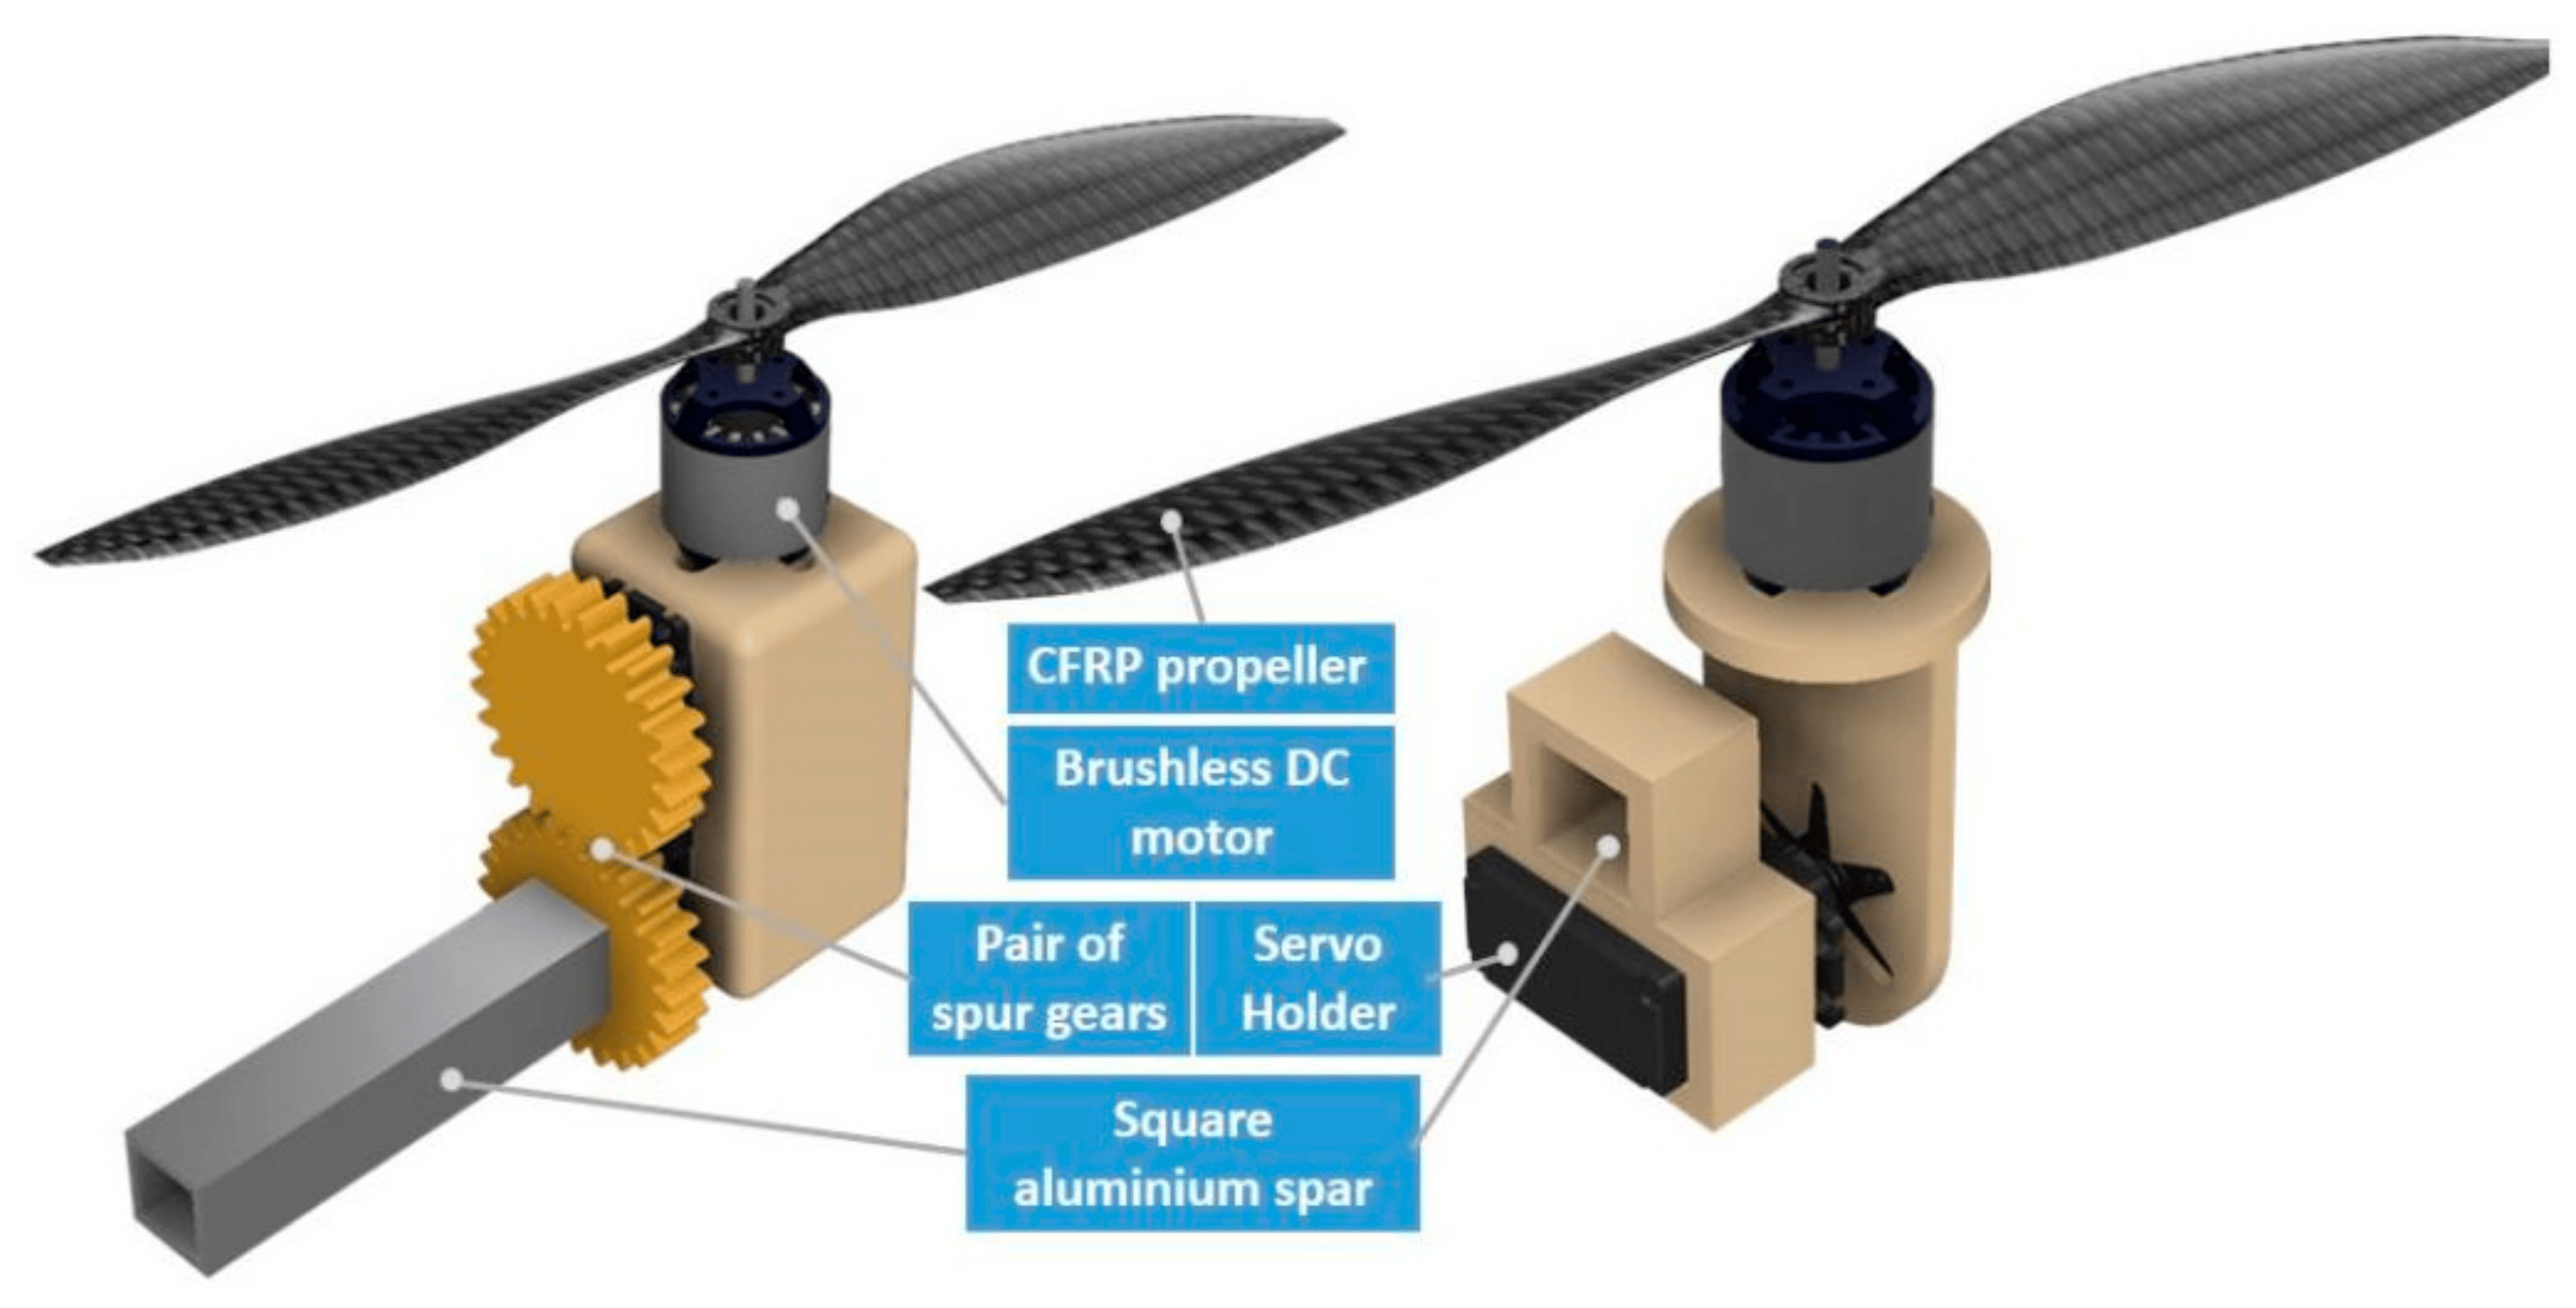 CFRP propeller
Brushless DC
motor
Pair of
spur gears
Servo
Holder
Square
aluminium spar